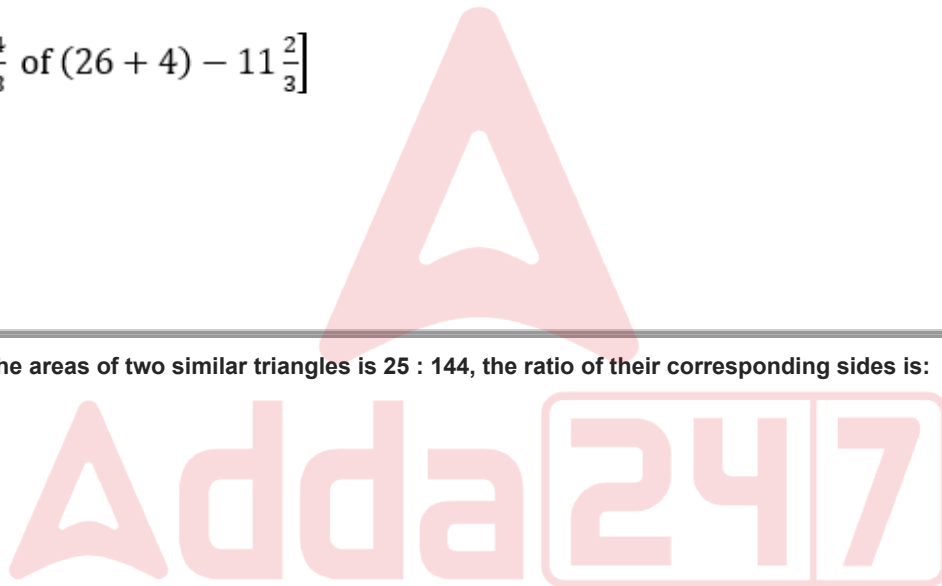 of (26 + 4) − 11 2/3]
he areas of two similar triangles is 25 : 144, the ratio of their corresponding sides is:
Adda247